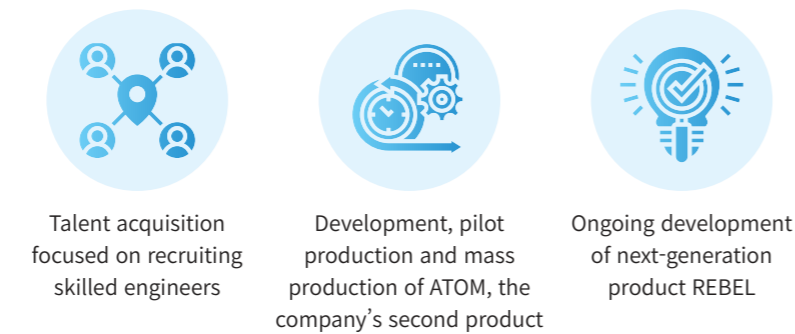 Talent acquisition
focused on recruiting
skilled engineers
Development, pilot
production and mass
production of ATOM, the
company’s second product
Ongoing development
of next-generation
product REBEL